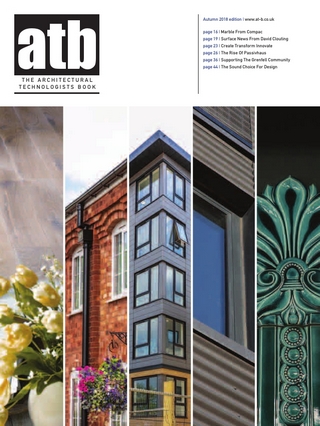 atb
THE ARCHITECTURAL
TECHNOLOGISTS BOOK
Autumn 2018 edition | www.at-b.co.uk
page 16 | Marble From Compac
page 19 | Surface News From David Clouting
page 23 | Create Transform Innovate
page 26 | The Rise Of Passivhaus
page 36 | Supporting The Grenfell Community
page 44 | The Sound Choice For Design